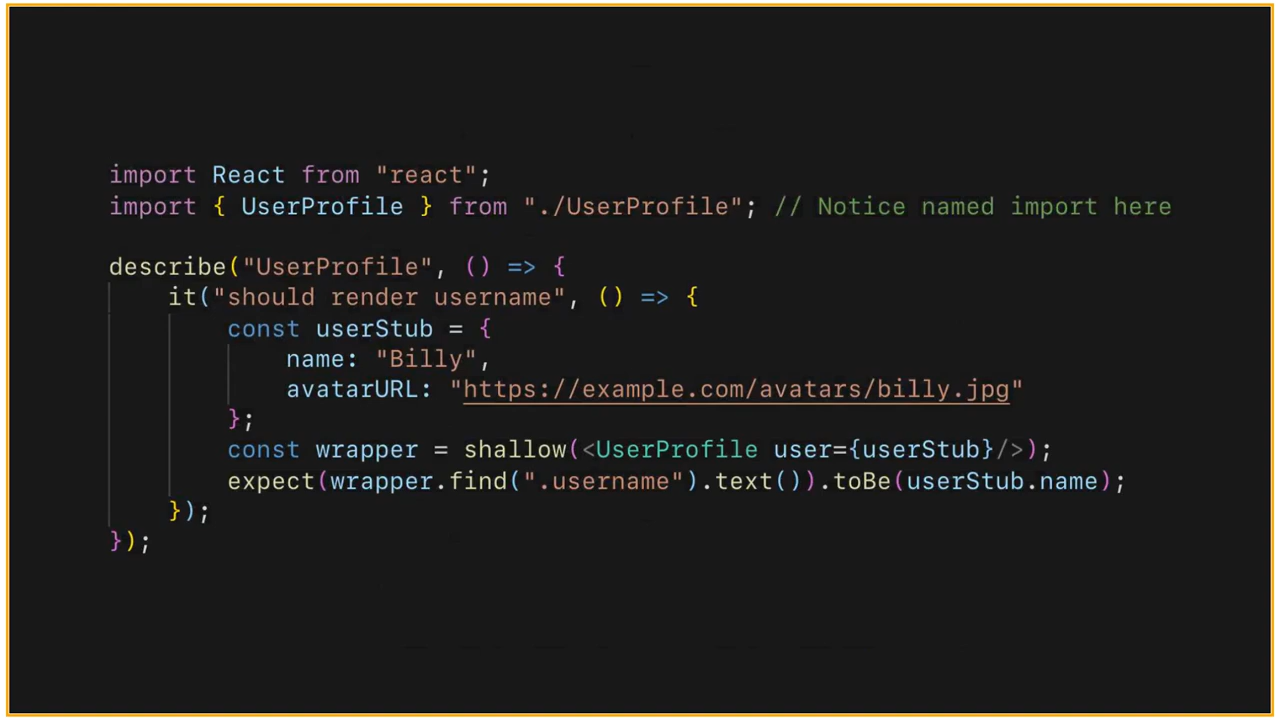 import React from "react";
import { UserProfile } from "./UserProfile"; // Notice named import here
describe("UserProfile", () => {
it("should render username", () => {
const userStub = {
name: "Billy",
avatarURL: "https://example.com/avatars/billy.jpg"
};
const wrapper = shallow(<UserProfile user={userStub}/>);
expect(wrapper.find(".username").text()).toBe(userStub.name);
});
});